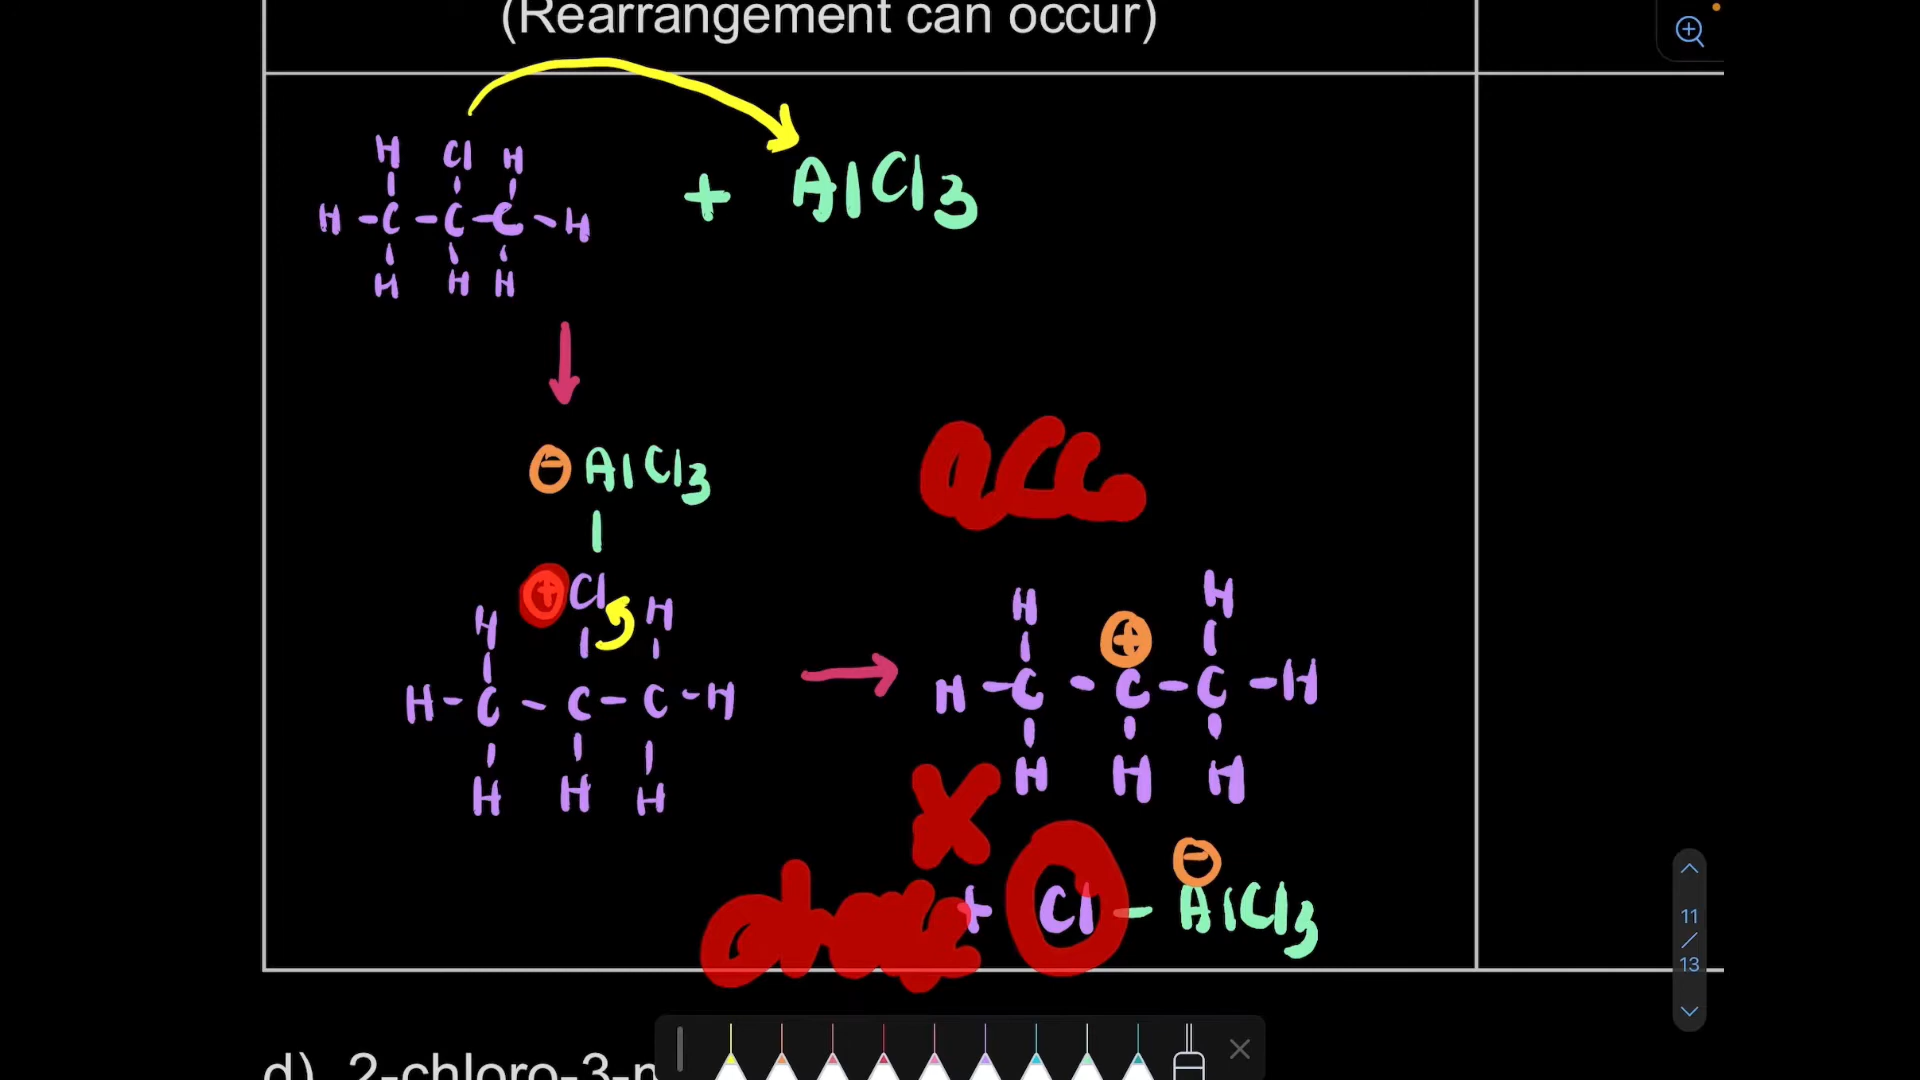 (Rearrangement can occur)
H Cl H
H - C - C - C - H + AlCl3
H H H
⊖ AlCl3
⊕ Cl
H H
H - C - C - C - H
H H H
H ⊕ H
H - C - C - C - H
H H H
⊖
+ Cl - AlCl3
11
/
13
d) 2-chloro-3-